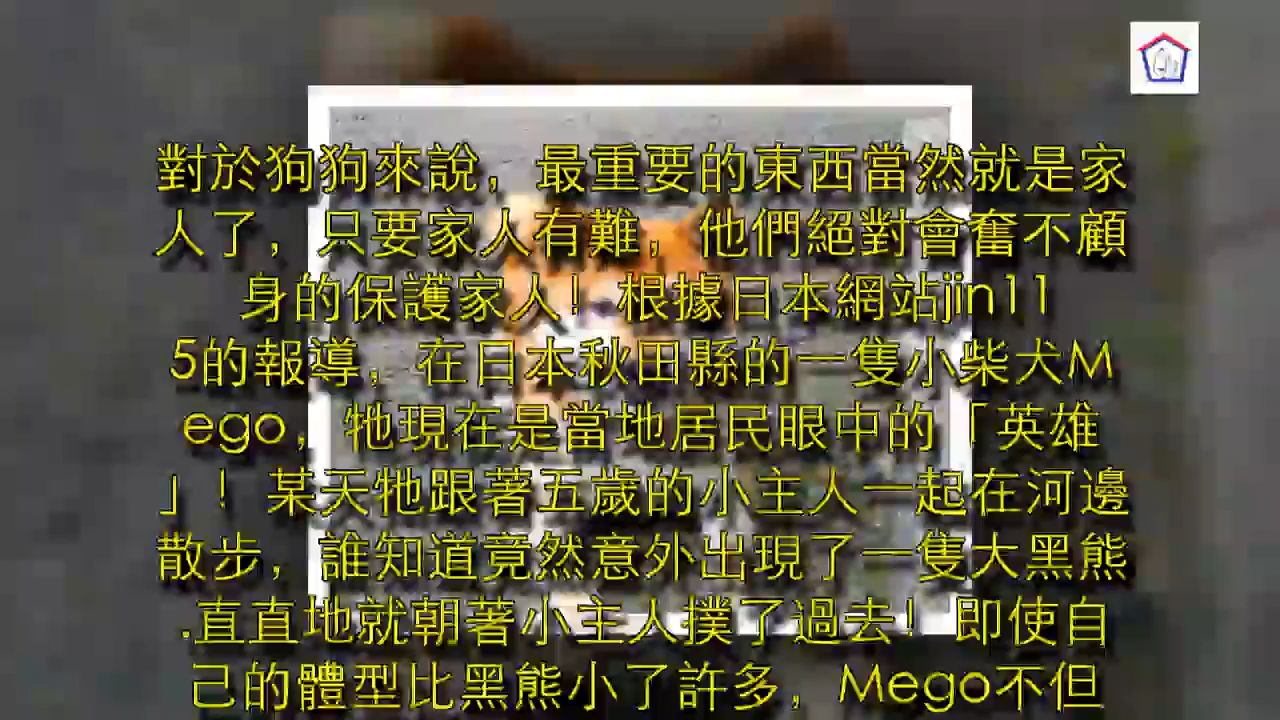 對於狗狗來說，最重要的東西當然就是家
人了，只要家人有難，他們絕對會奮不顧
身的保護家人！根據日本網站jin11
5的報導，在日本秋田縣的一隻小柴犬M
ego，牠現在是當地居民眼中的「英雄
」！某天牠跟著五歲的小主人一起在河邊
散步，誰知道竟然意外出現了一隻大黑熊
.直直地就朝著小主人撲了過去！即使自
己的體型比黑熊小了許多，Mego不但